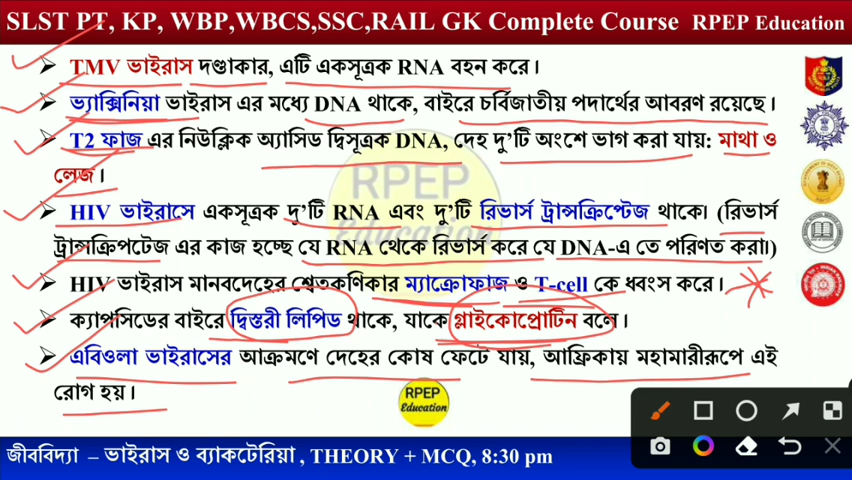 SLST PT, KP, WBP,WBCS,SSC,RAIL GK Complete Course RPEP Education
➤ TMV ভাইরাস দণ্ডাকার, এটি একসূত্রক RNA বহন করে।
➤ ভ্যাক্সিনিয়া ভাইরাস এর মধ্যে DNA থাকে, বাইরে চর্বিজাতীয় পদার্থের আবরণ রয়েছে।
➤ T2 ফাজ এর নিউক্লিক অ্যাসিড দ্বিসূত্রক DNA, দেহ দু’টি অংশে ভাগ করা যায়: মাথা ও
লেজ।
➤ HIV ভাইরাসে একসূত্রক দু’টি RNA এবং দু’টি রিভার্স ট্রান্সক্রিপ্টেজ থাকে। (রিভার্স
ট্রান্সক্রিপটেজ এর কাজ হচ্ছে যে RNA থেকে রিভার্স করে যে DNA-এ তে পরিণত করা।)
➤ HIV ভাইরাস মানবদেহের শ্বেতকণিকার ম্যাক্রোফাজ ও T-cell কে ধ্বংস করে।
➤ ক্যাপসিডের বাইরে দ্বিস্তরী লিপিড থাকে, যাকে গ্লাইকোপ্রোটিন বলে।
➤ এবিওলা ভাইরাসের আক্রমণে দেহের কোষ ফেটে যায়, আফ্রিকায় মহামারীরূপে এই
রোগ হয়।
RPEP
Education
RPEP
Education
জীববিদ্যা – ভাইরাস ও ব্যাকটেরিয়া , THEORY + MCQ, 8:30 pm